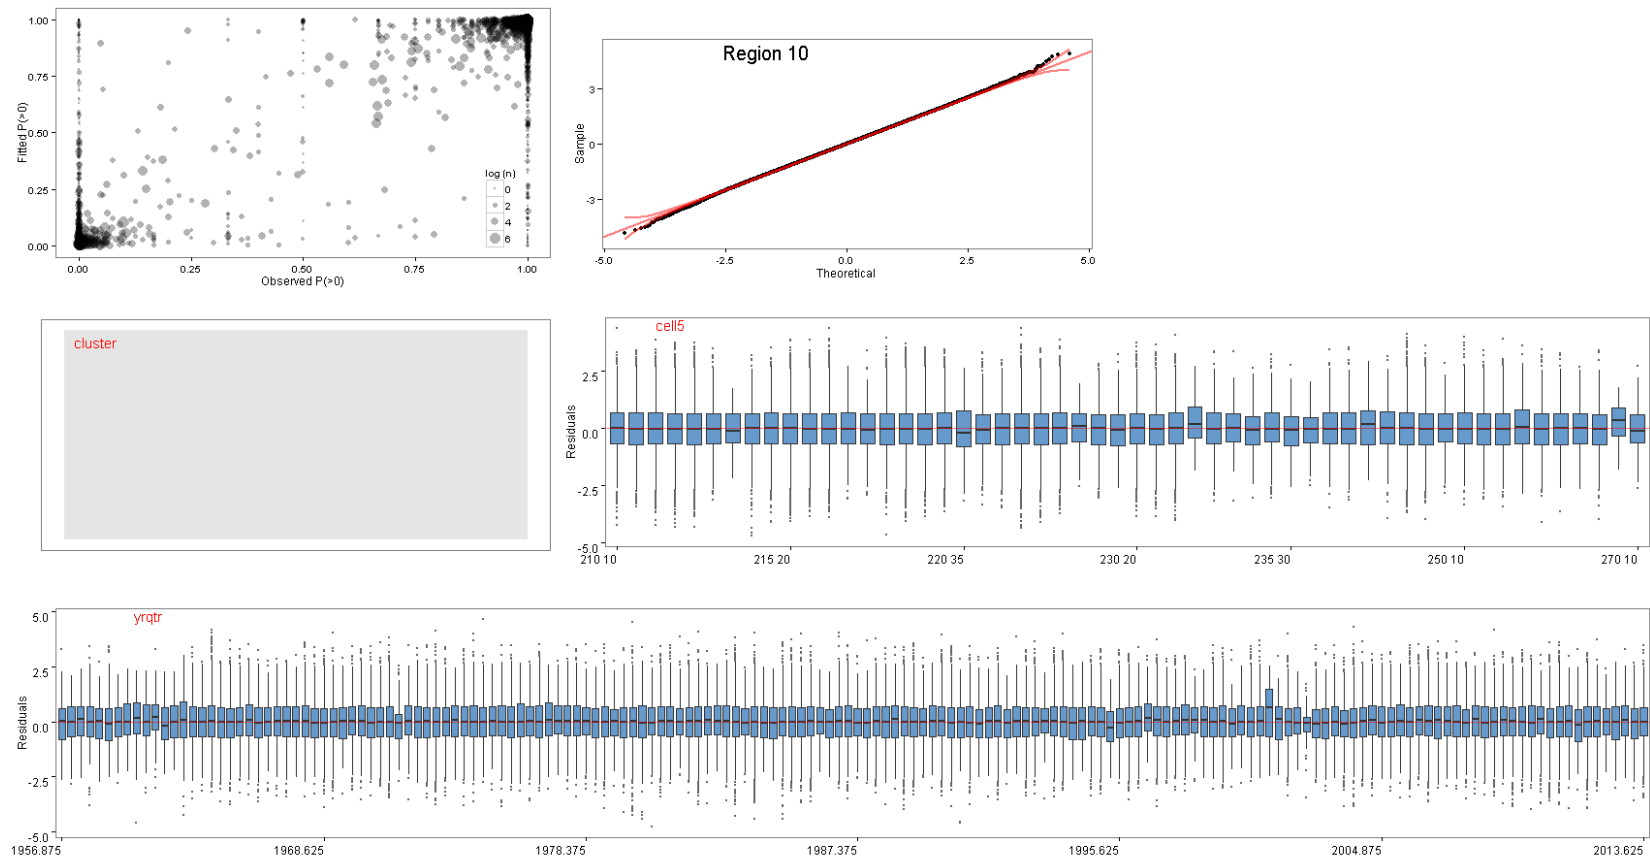 1.00
0.75
0.50
0.25
0.00
Fitted P(>0)
log (n)
0
2
4
6
0.00 0.25 0.50 0.75 1.00
Observed P(>0)
Region 10
3
0
-3
Sample
-5.0 -2.5 0.0 2.5 5.0
Theoretical
cluster
cell5
2.5
0.0
-2.5
-5.0
Residuals
210 10 215 20 220 35 230 20 235 30 250 10 270 10
yrqtr
5.0
2.5
0.0
-2.5
-5.0
Residuals
1956.875 1968.625 1978.375 1987.375 1995.625 2004.875 2013.625